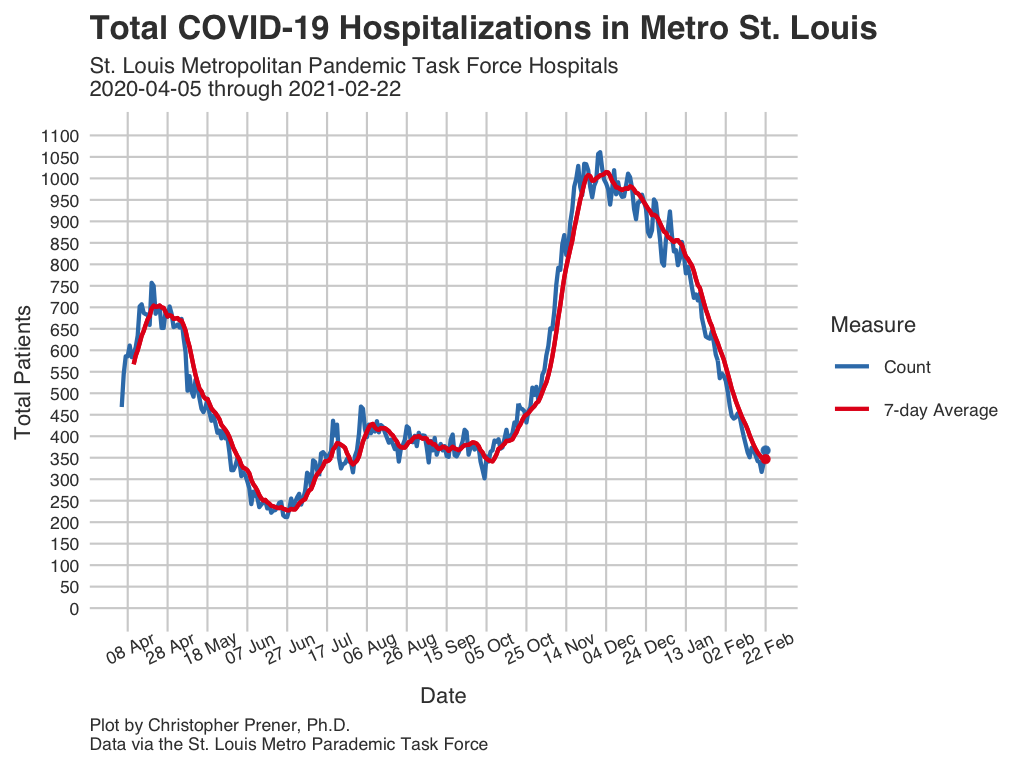 Total COVID-19 Hospitalizations in Metro St. Louis
St. Louis Metropolitan Pandemic Task Force Hospitals
2020-04-05 through 2021-02-22
1100
1050
1000
950
900
850
800
750
700
650
600
550
500
450
400
350
300
250
200
150
100
50
0
Total Patients
08 Apr
28 Apr
18 May
07 Jun
27 Jun
17 Jul
06 Aug
26 Aug
15 Sep
05 Oct
25 Oct
14 Nov
04 Dec
24 Dec
13 Jan
02 Feb
22 Feb
Date
Measure
Count
7-day Average
Plot by Christopher Prener, Ph.D.
Data via the St. Louis Metro Parademic Task Force